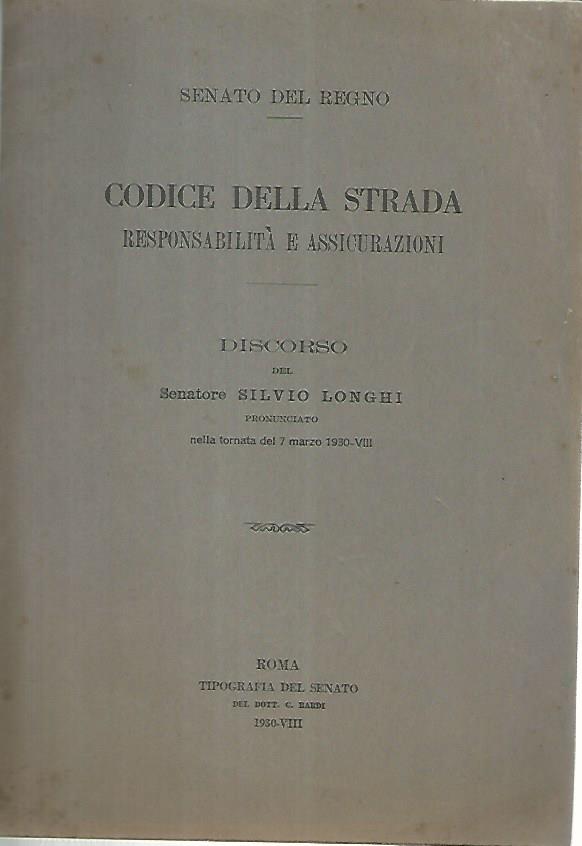 SENATO DEL REGNO
CODICE DELLA STRADA
RESPONSABILITÀ E ASSICURAZIONI
DISCORSO
DEL
Senatore SILVIO LONGHI
PRONUNCIATO
nella tornata del 7 marzo 1930-VIII
ROMA
TIPOGRAFIA DEL SENATO
DEL DOTT. G. BARDI
1930-VIII